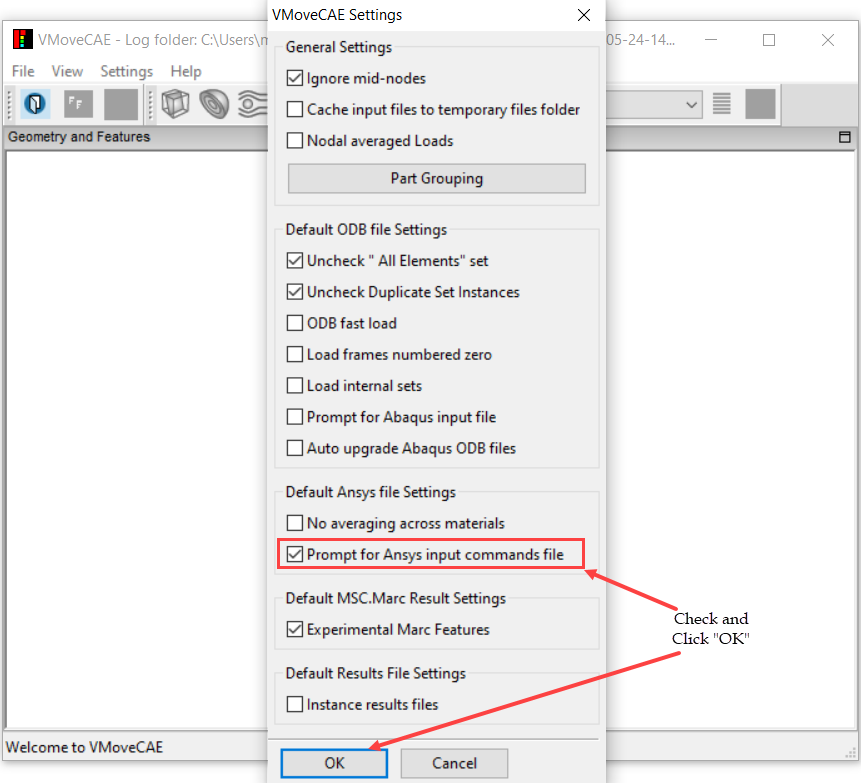 VMoveCAE Settings
VMoveCAE - Log folder: C:\Users\
05-24-14...
File View Settings Help
FF
Geometry and Features
General Settings
Ignore mid-nodes
Cache input files to temporary files folder
Nodal averaged Loads
Part Grouping
Default ODB file Settings
Uncheck " All Elements" set
Uncheck Duplicate Set Instances
ODB fast load
Load frames numbered zero
Load internal sets
Prompt for Abaqus input file
Auto upgrade Abaqus ODB files
Default Ansys file Settings
No averaging across materials
Prompt for Ansys input commands file
Default MSC.Marc Result Settings
Experimental Marc Features
Default Results File Settings
Instance results files
Check and
Click "OK"
OK Cancel
Welcome to VMoveCAE